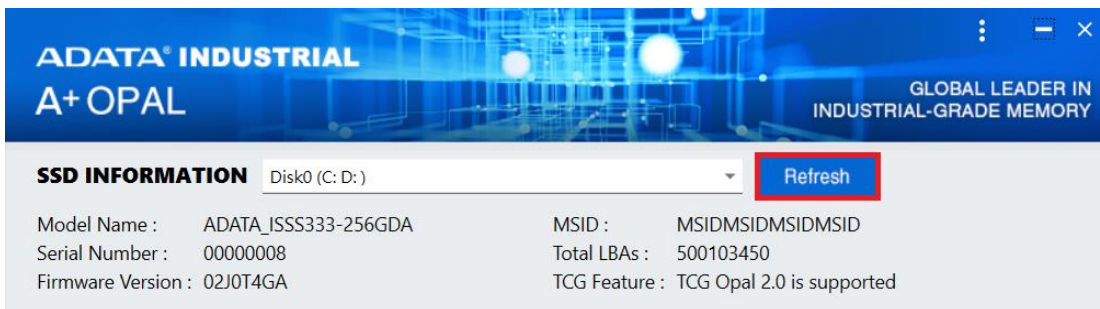 ADATA® INDUSTRIAL
A+ OPAL
GLOBAL LEADER IN
INDUSTRIAL-GRADE MEMORY
SSD INFORMATION Disk0 (C: D: ) Refresh
Model Name : ADATA_ISSS333-256GDA MSID : MSIDMSIDMSIDMSID
Serial Number : 00000008 Total LBAs : 500103450
Firmware Version : 02J0T4GA TCG Feature : TCG Opal 2.0 is supported